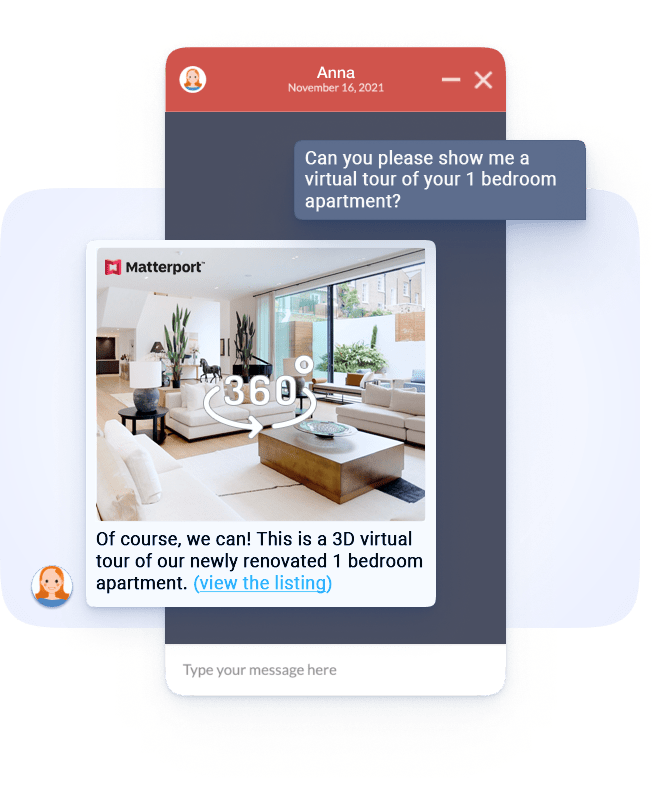 Anna
November 16, 2021
Can you please show me a
virtual tour of your 1 bedroom
apartment?
Matterport™
360°
Of course, we can! This is a 3D virtual
tour of our newly renovated 1 bedroom
apartment. (view the listing)
Type your message here